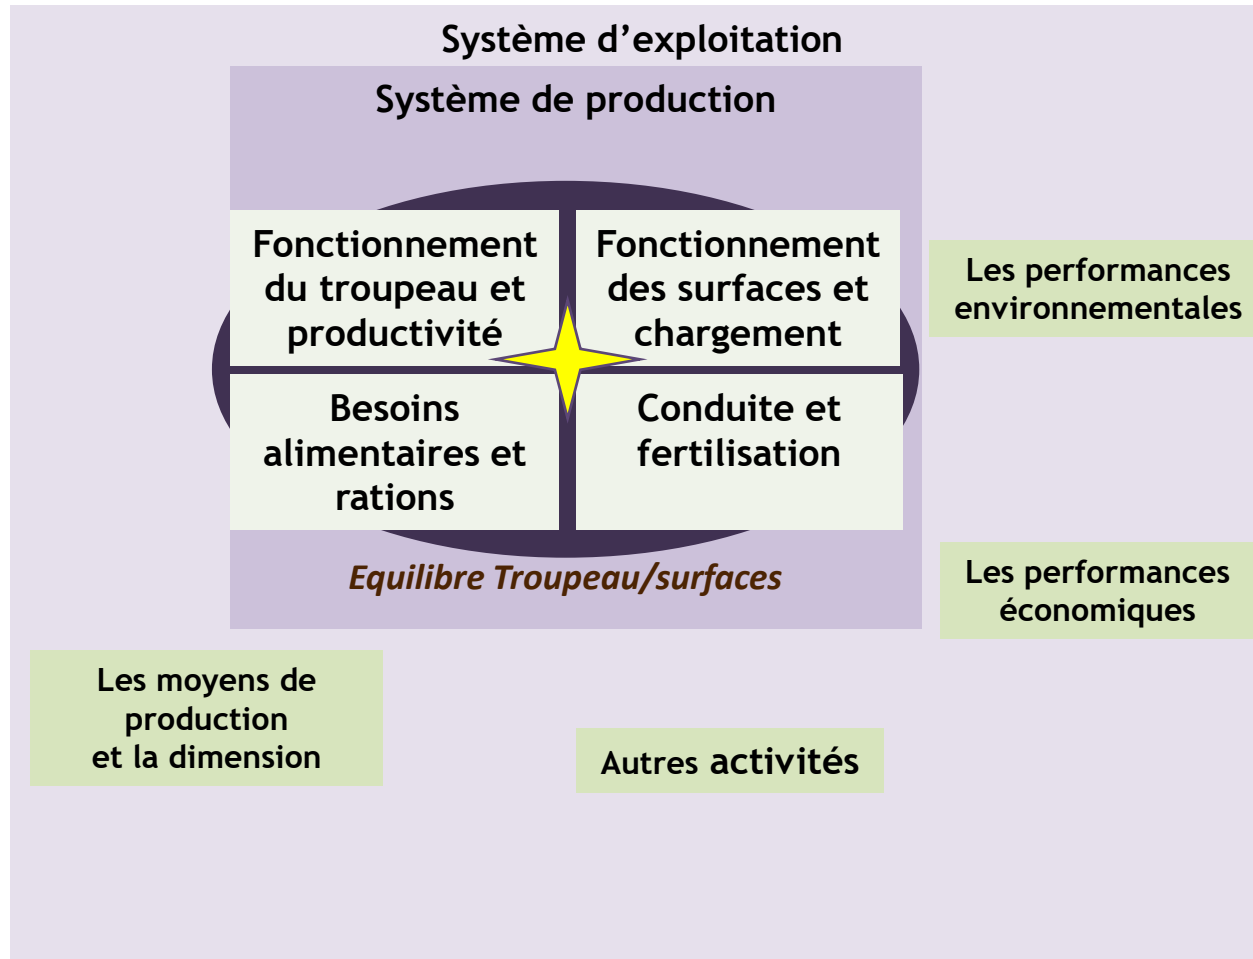 Système d’exploitation
Système de production
Fonctionnement
du troupeau et
productivité
Fonctionnement
des surfaces et
chargement
Besoins
alimentaires et
rations
Conduite et
fertilisation
Equilibre Troupeau/surfaces
Les performances
environnementales
Les performances
économiques
Les moyens de
production
et la dimension
Autres activités